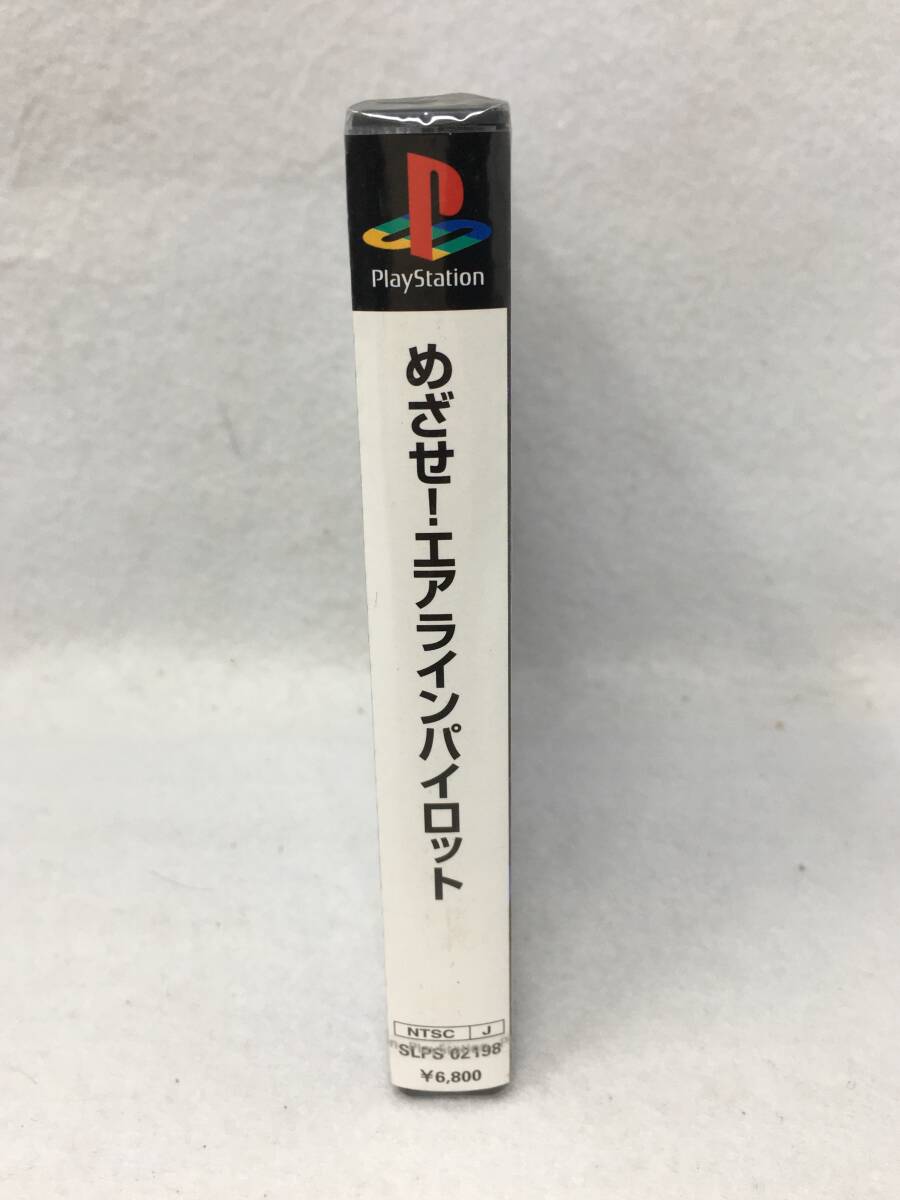 PlayStation
めざせ!エアラインパイロット
NTSC J
SLPS 02198
¥6,800